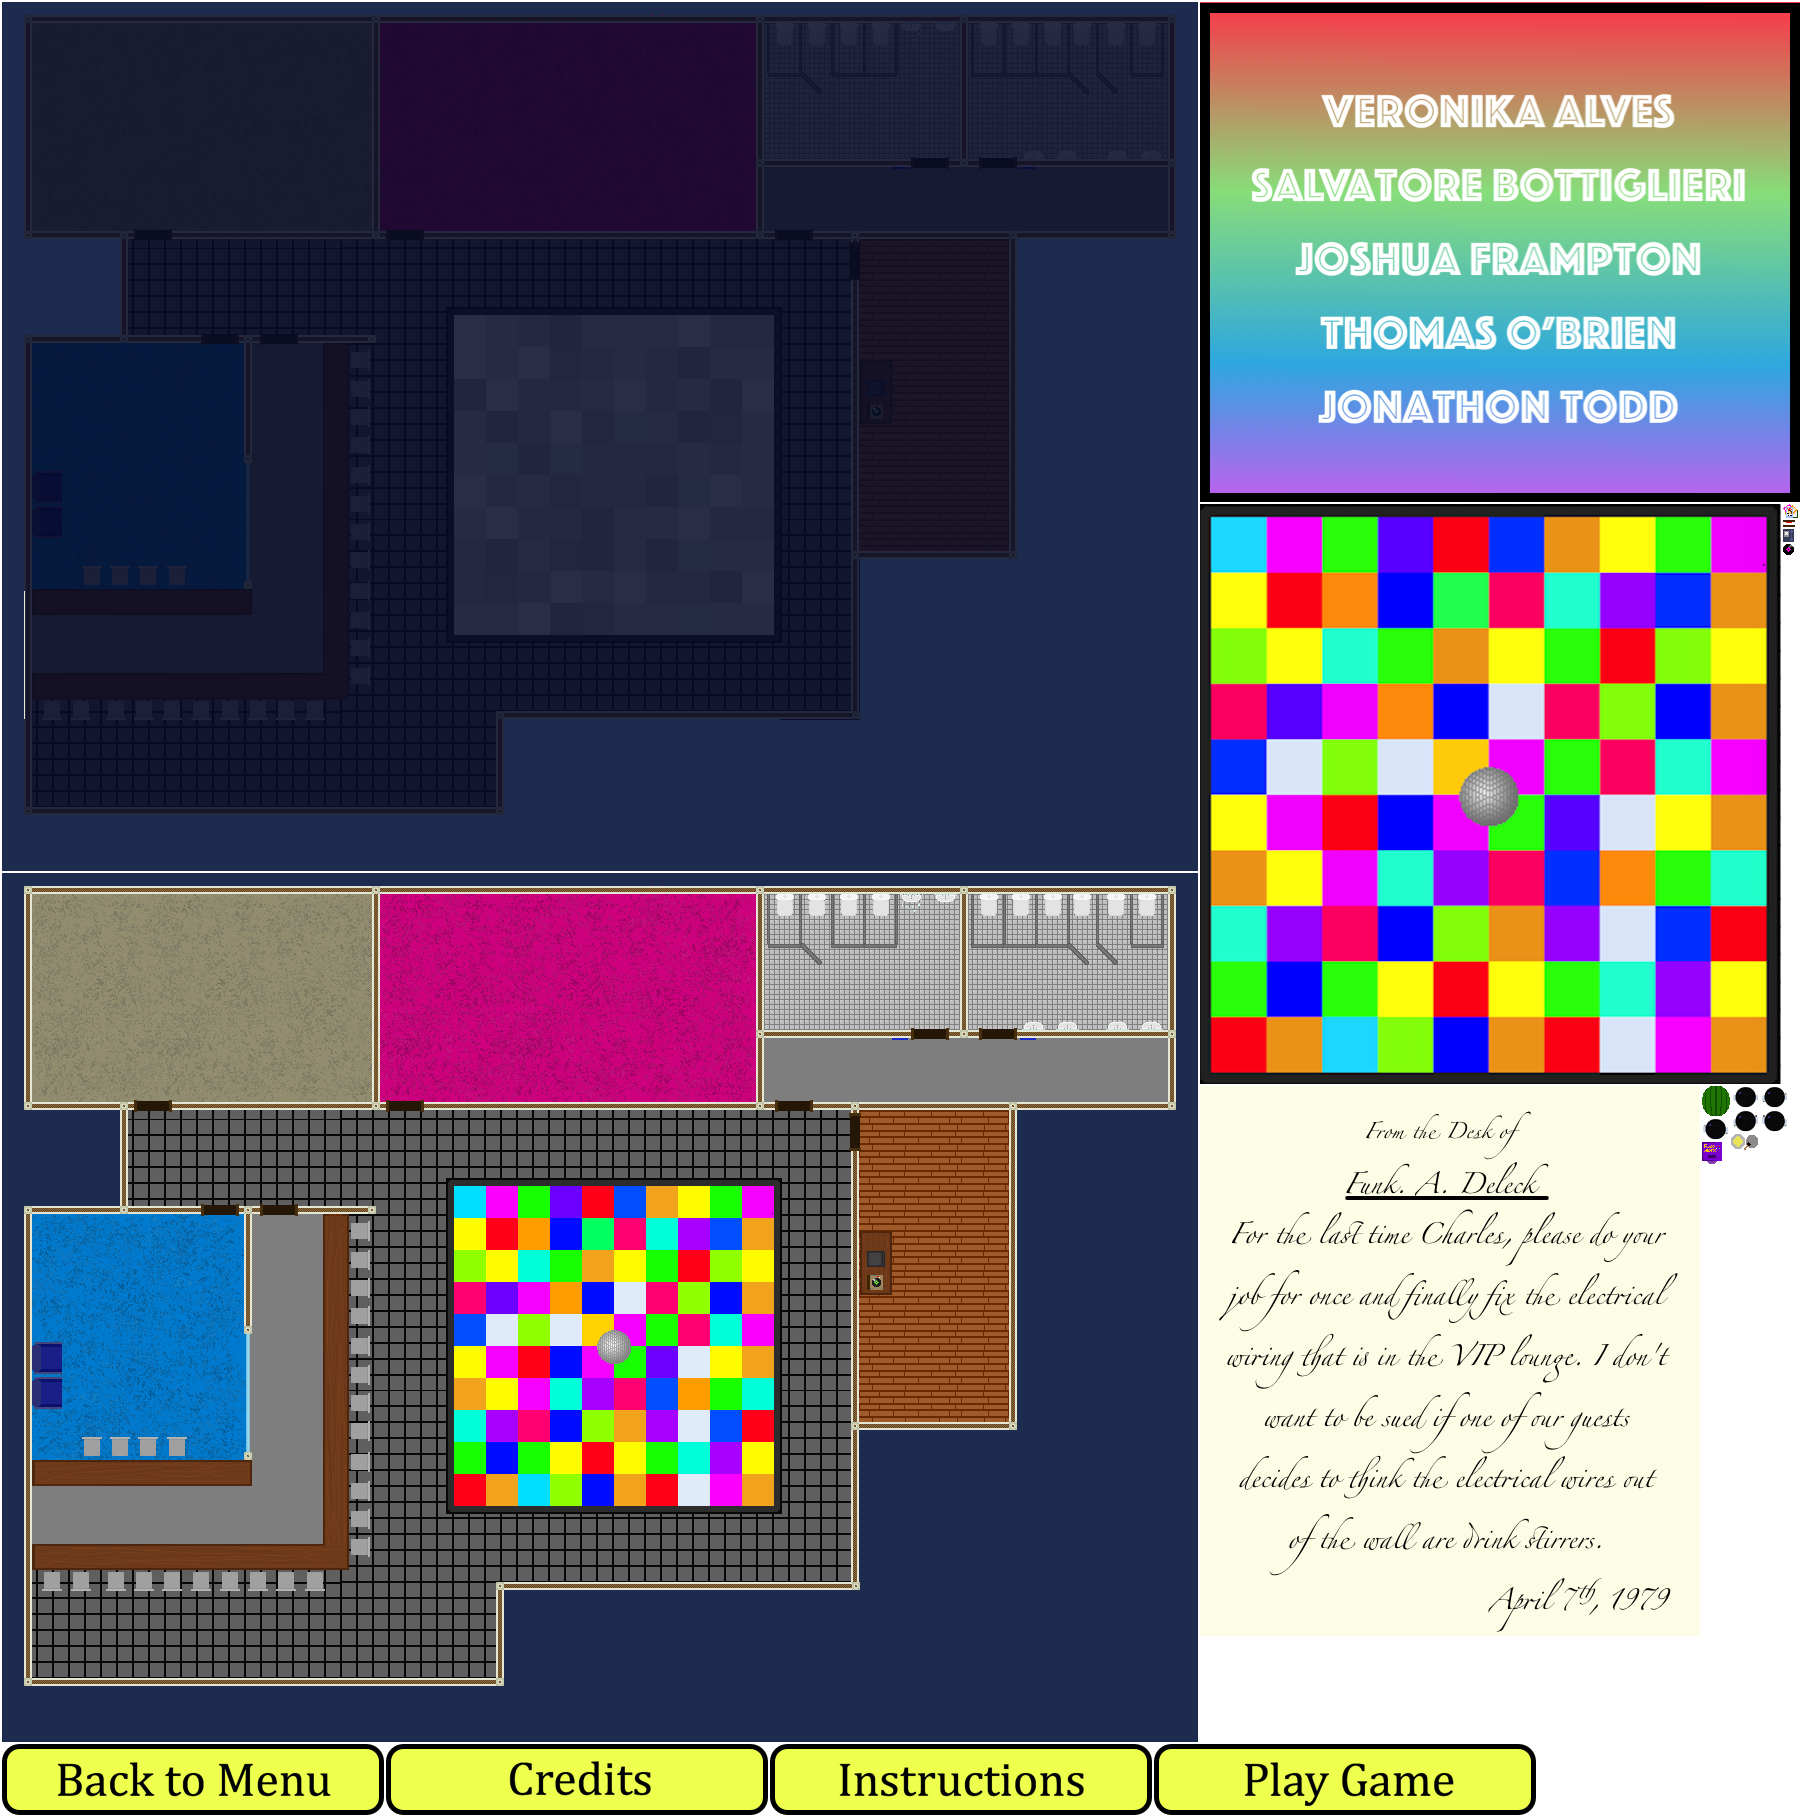 VERONIKA ALVES
SALVATORE BOTTIGLIERI
JOSHUA FRAMPTON
THOMAS O'BRIEN
JONATHON TODD
From the Desk of
Funk. A. Deleck
For the last time Charles, please do your
job for once and finally fix the electrical
wiring that is in the VIP lounge. I don't
want to be sued if one of our guests
decides to think the electrical wires out
of the wall are drink stirrers.
April 7th, 1979
Back to Menu
Credits
Instructions
Play Game